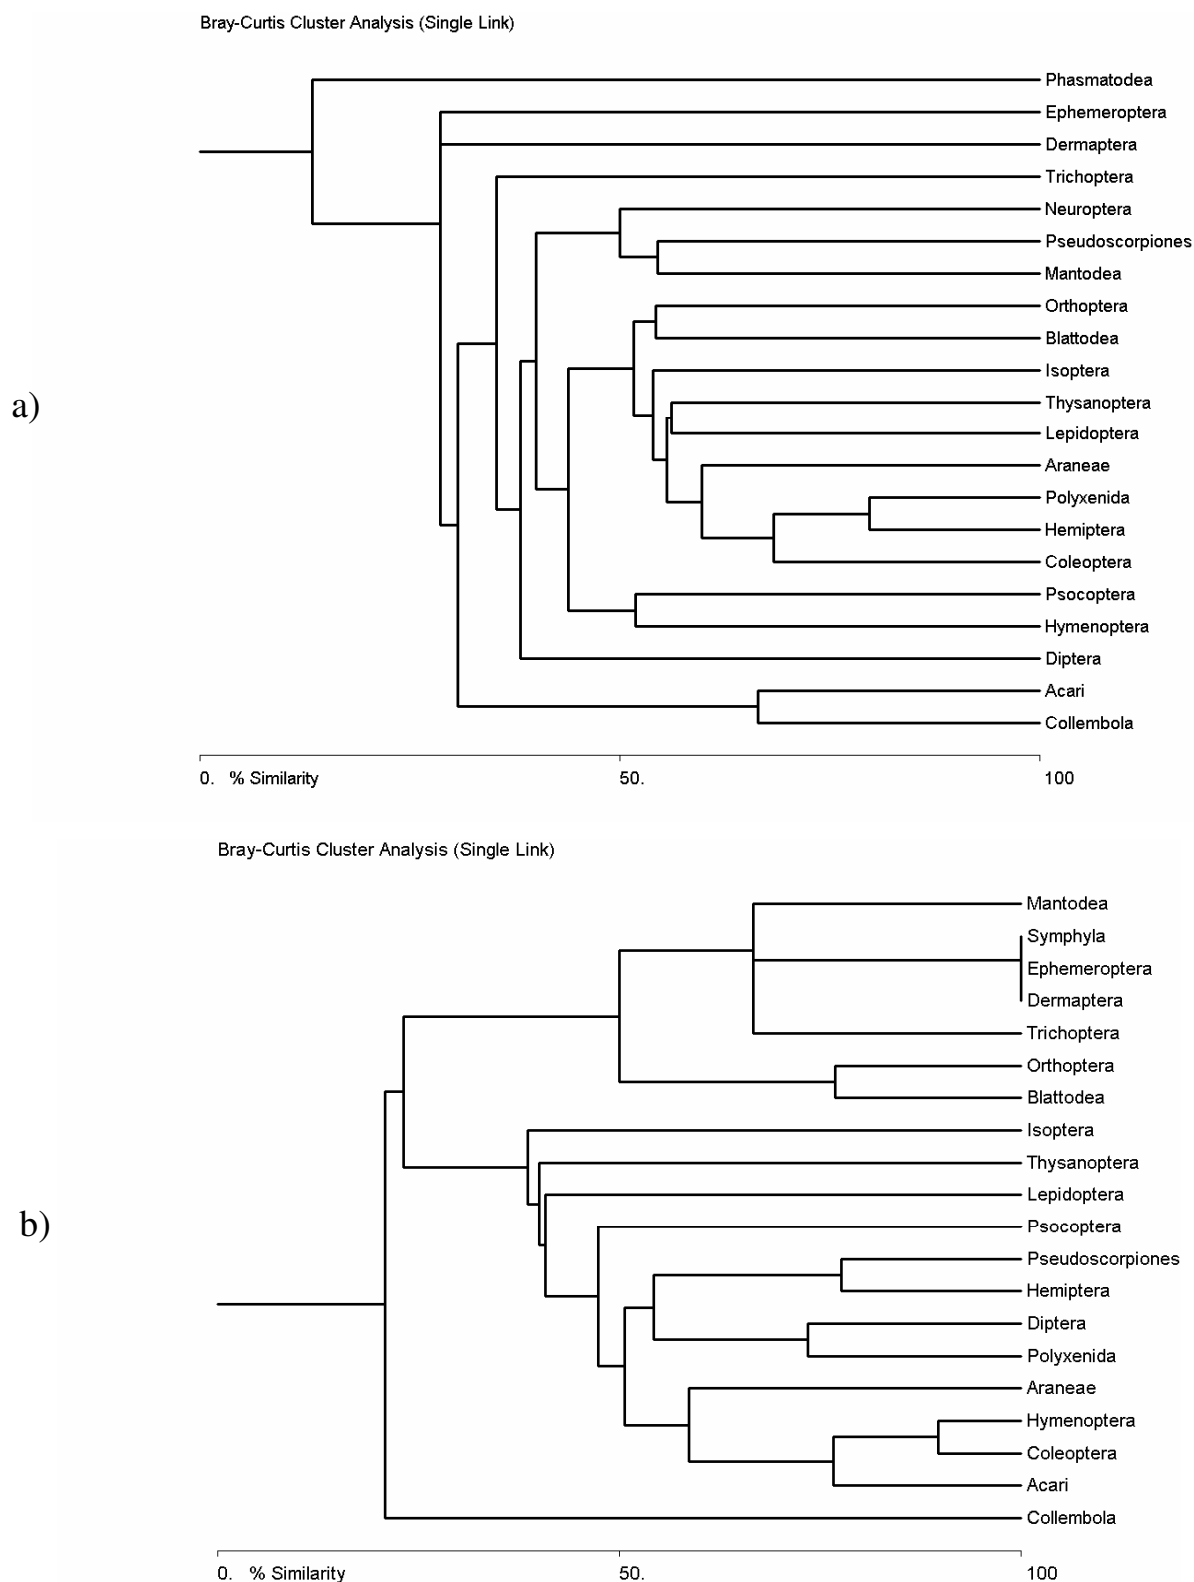 Bray-Curtis Cluster Analysis (Single Link)
Phasmatodea
Ephemeroptera
Dermaptera
Trichoptera
Neuroptera
Pseudoscorpiones
Mantodea
Orthoptera
Blattodea
Isoptera
a)
Thysanoptera
Lepidoptera
Araneae
Polyxenida
Hemiptera
Coleoptera
Psocoptera
Hymenoptera
Diptera
Acari
Collembola
0. % Similarity 50. 100
Bray-Curtis Cluster Analysis (Single Link)
Mantodea
Symphyla
Ephemeroptera
Dermaptera
Trichoptera
Orthoptera
Blattodea
Isoptera
Thysanoptera
Lepidoptera
b)
Psocoptera
Pseudoscorpiones
Hemiptera
Diptera
Polyxenida
Araneae
Hymenoptera
Coleoptera
Acari
Collembola
0. % Similarity 50. 100